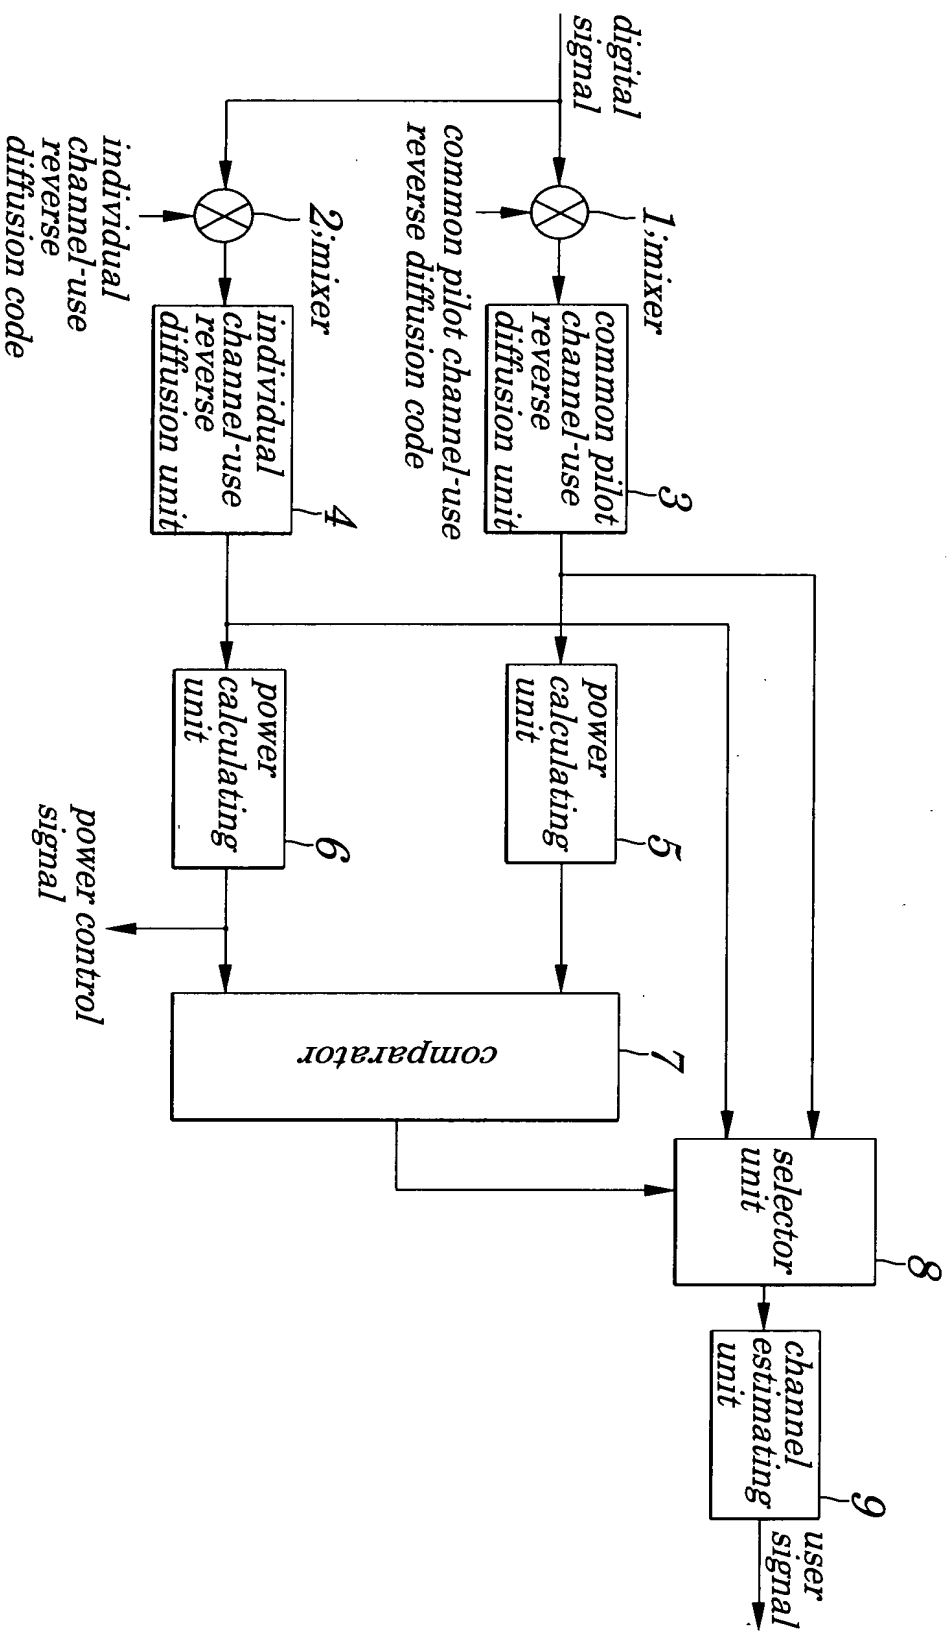 digital
signal
1;mixer
common pilot channel-use
reverse diffusion code
common pilot
channel-use
reverse
diffusion unit
3
2;mixer
individual
channel-use
reverse
diffusion code
individual
channel-use
reverse
diffusion unit
4
power
calculating
unit
5
power
calculating
unit
6
power control
signal
comparator
7
selector
unit
8
channel
estimating
unit
9
user
signal